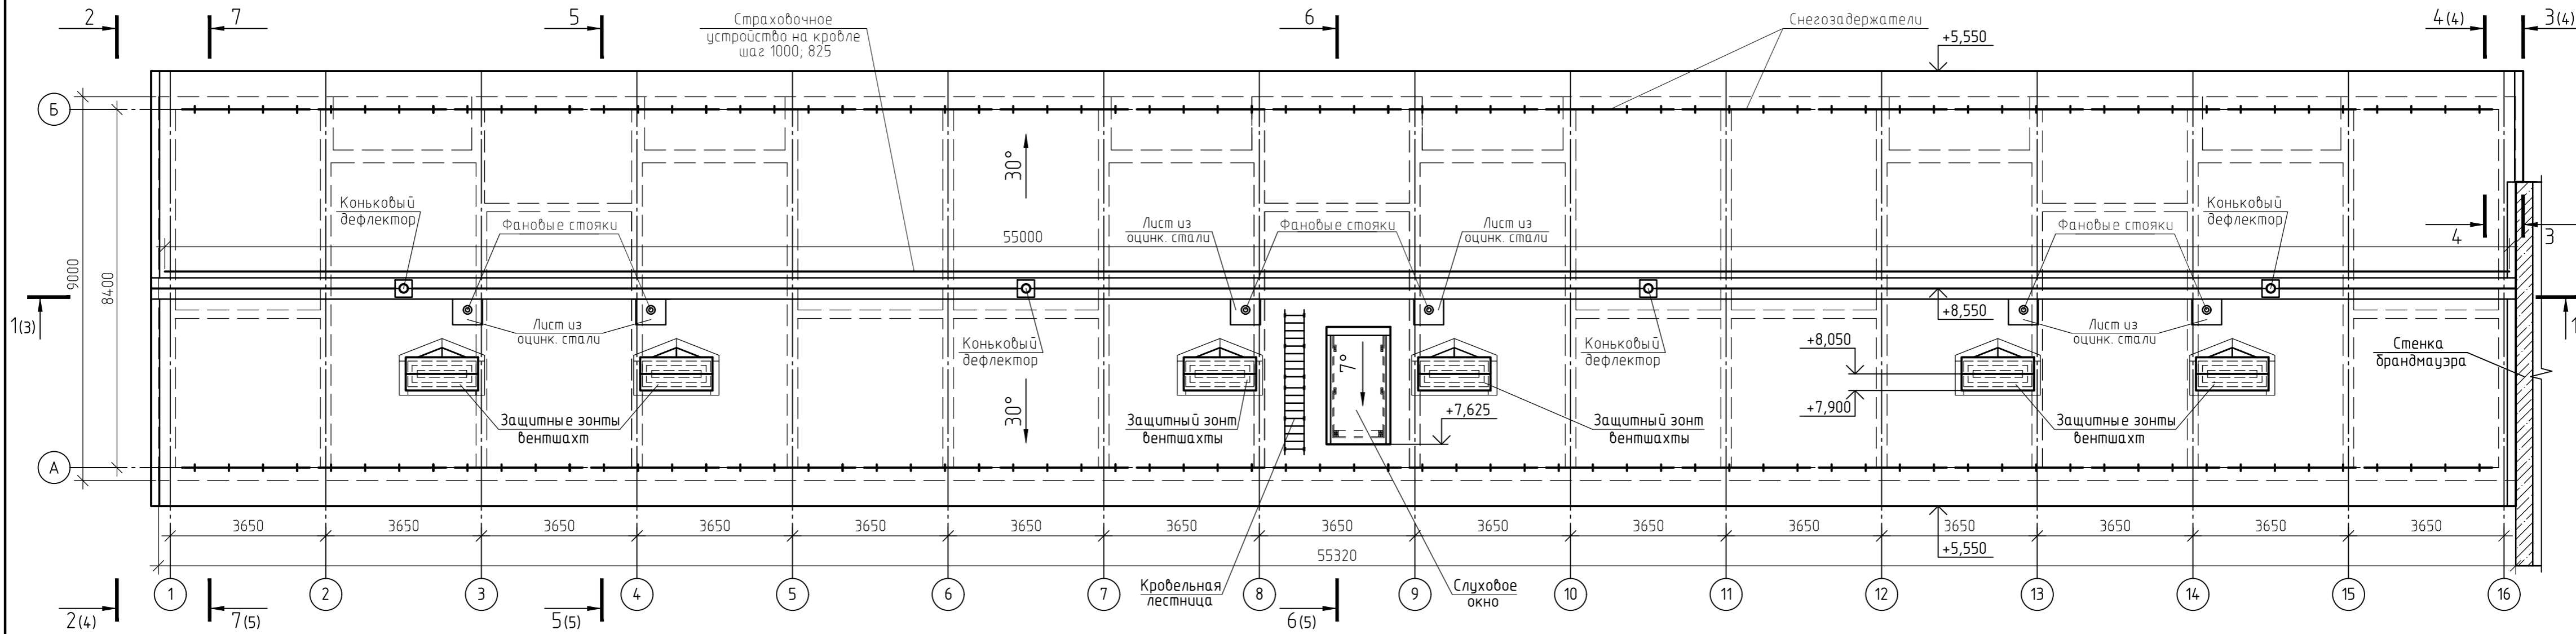 2
7
5
6
4(4)
3(4)
Страховочное
устройство на кровле
шаг 1000; 825
Снегозадержатели
+5,550
Б
30°
Коньковый
дефлектор
Фановые стояки
Лист из
оцинк. стали
Фановые стояки
Лист из
оцинк. стали
Коньковый
дефлектор
Фановые стояки
55000
4
3
9000
8400
1(3)
1
Лист из
оцинк. стали
Коньковый
дефлектор
7°
Коньковый
дефлектор
+8,550
+8,050
+7,900
Лист из
оцинк. стали
Стенка
брандмауэра
Защитные зонты
вентшахт
30°
Защитный зонт
вентшахты
+7,625
Защитный зонт
вентшахты
Защитные зонты
вентшахт
А
3650 3650 3650 3650 3650 3650 3650 3650 3650 3650 3650 3650 3650 3650 3650
55320
+5,550
1 2 3 4 5 6 7 8 9 10 11 12 13 14 15 16
Кровельная
лестница
Слуховое
окно
2(4)
7(5)
5(5)
6(5)